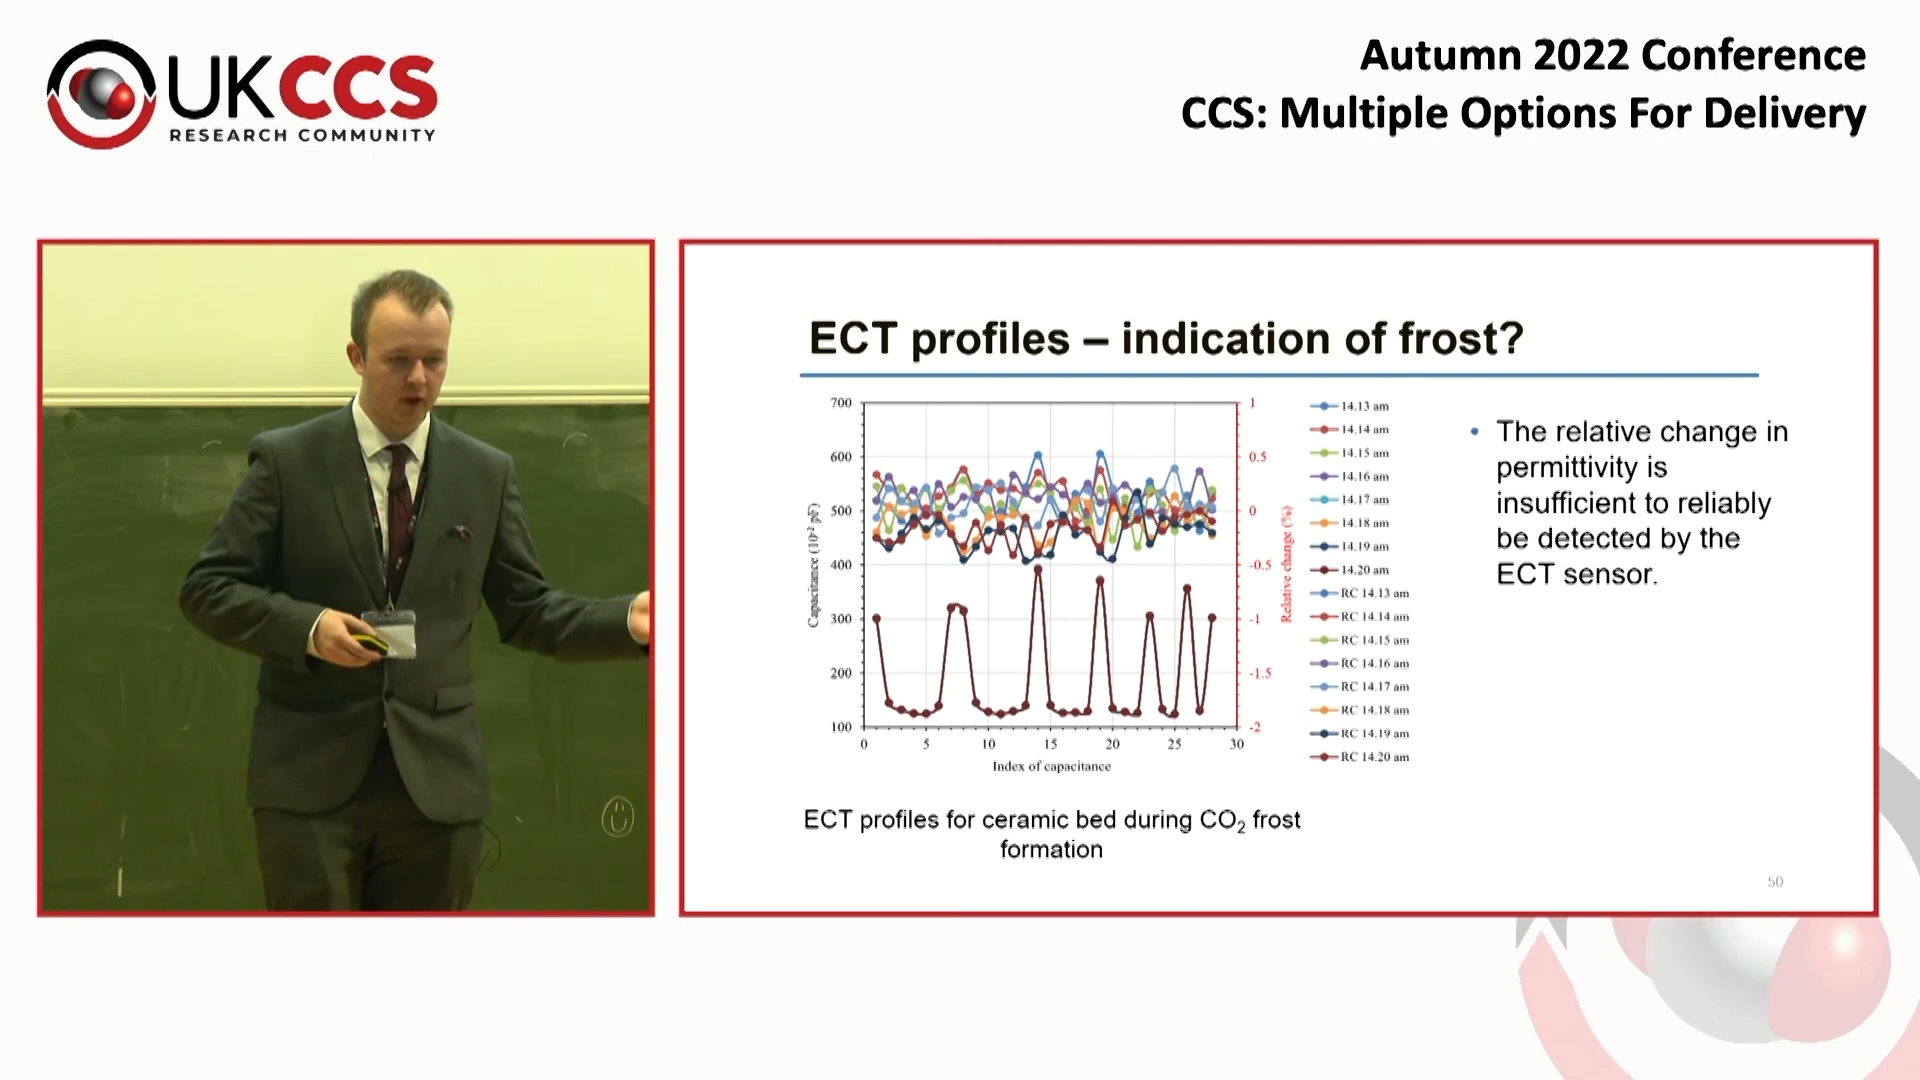 UKCCS
RESEARCH COMMUNITY
Autumn 2022 Conference
CCS: Multiple Options For Delivery
ECT profiles – indication of frost?
700
600
500
400
300
200
100
Capacitance (10⁻² pF)
0
5
10
15
20
25
30
Index of capacitance
1
0.5
0
-0.5
-1
-1.5
-2
Relative change (%)
14.13 am
14.14 am
14.15 am
14.16 am
14.17 am
14.18 am
14.19 am
14.20 am
RC 14.13 am
RC 14.14 am
RC 14.15 am
RC 14.16 am
RC 14.17 am
RC 14.18 am
RC 14.19 am
RC 14.20 am
ECT profiles for ceramic bed during CO₂ frost
formation
• The relative change in
permittivity is
insufficient to reliably
be detected by the
ECT sensor.
50